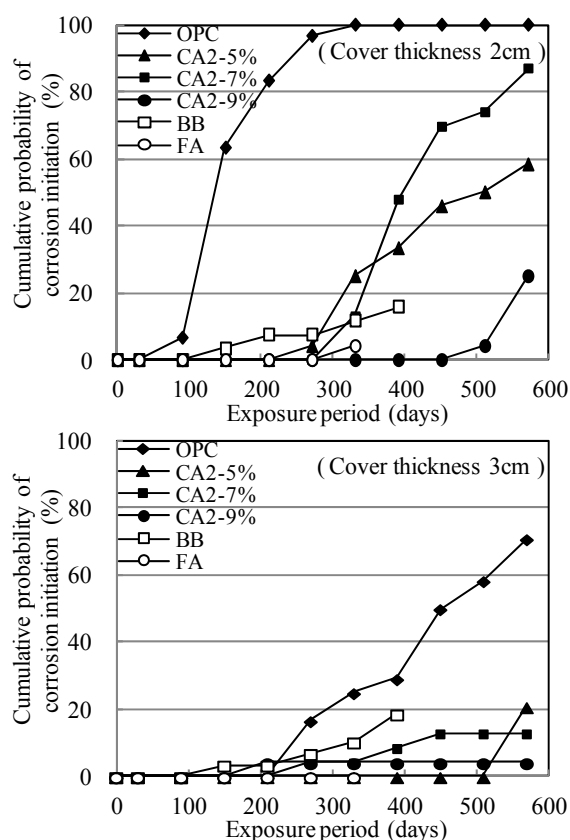 Cumulative probability of
corrosion initiation (%)
100
80
60
40
20
0
OPC
CA2-5%
CA2-7%
CA2-9%
BB
FA
( Cover thickness 2cm )
0 100 200 300 400 500 600
Exposure period (days)
Cumulative probability of
corrosion initiation (%)
100
80
60
40
20
0
OPC
CA2-5%
CA2-7%
CA2-9%
BB
FA
( Cover thickness 3cm )
0 100 200 300 400 500 600
Exposure period (days)